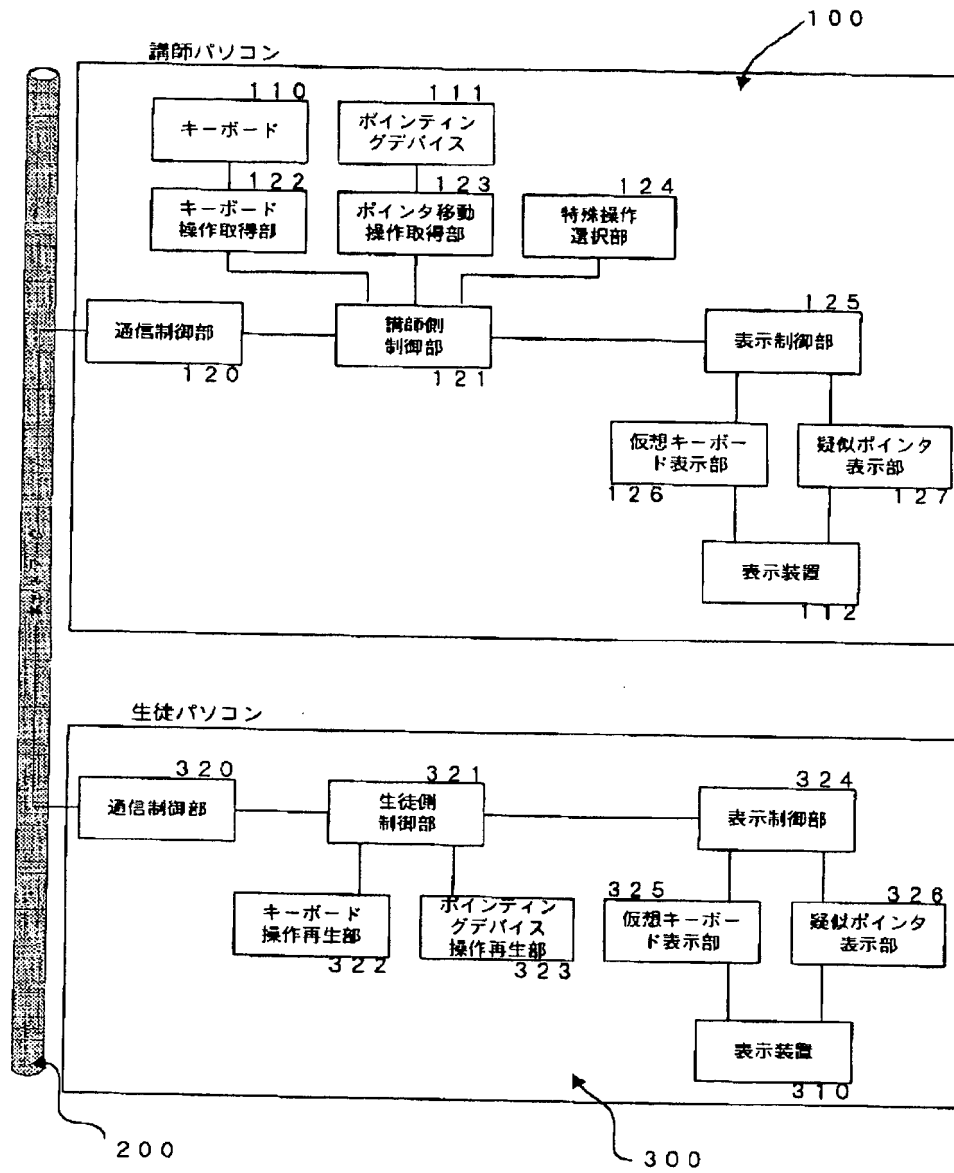 100
講師パソコン
110
111
キーボード
ポインティン
グデバイス
122
123
124
キーボード
操作取得部
ポインタ移動
操作取得部
特殊操作
選択部
125
通信制御部
講師側
制御部
表示制御部
120
121
仮想キーボー
ド表示部
疑似ポインタ
表示部
126
127
表示装置
112
生徒パソコン
320
321
324
通信制御部
生徒側
制御部
表示制御部
325
326
キーボード
操作再生部
ポインティン
グデバイス
操作再生部
仮想キーボー
ド表示部
疑似ポインタ
表示部
322
323
表示装置
310
200
300